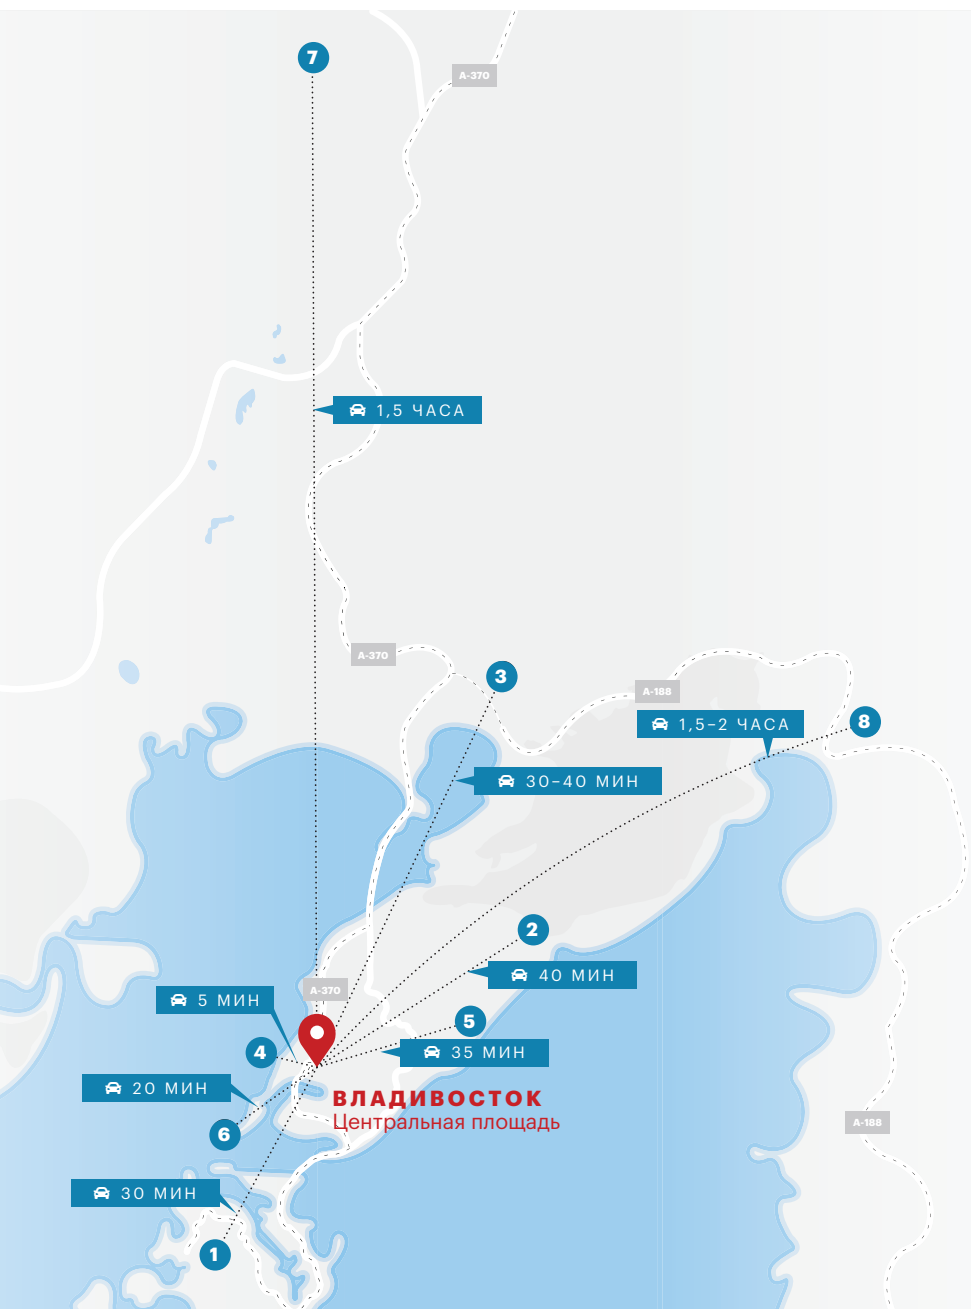 7
А-370
1,5 ЧАСА
А-370
3
А-188
8
1,5–2 ЧАСА
30–40 МИН
2
40 МИН
А-370
5 МИН
5
4
35 МИН
20 МИН
ВЛАДИВОСТОК
Центральная площадь
А-188
6
30 МИН
1